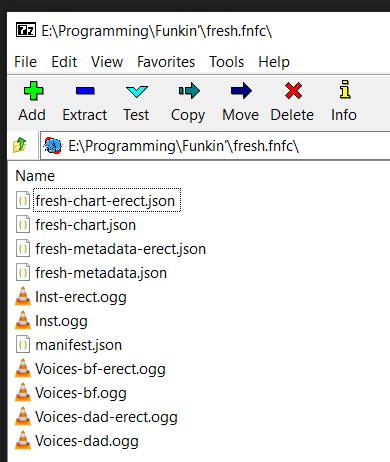 E:\Programming\Funkin'\fresh.fnfc\
File Edit View Favorites Tools Help
Add Extract Test Copy Move Delete Info
E:\Programming\Funkin'\fresh.fnfc\
Name
fresh-chart-erect.json
fresh-chart.json
fresh-metadata-erect.json
fresh-metadata.json
Inst-erect.ogg
Inst.ogg
manifest.json
Voices-bf-erect.ogg
Voices-bf.ogg
Voices-dad-erect.ogg
Voices-dad.ogg